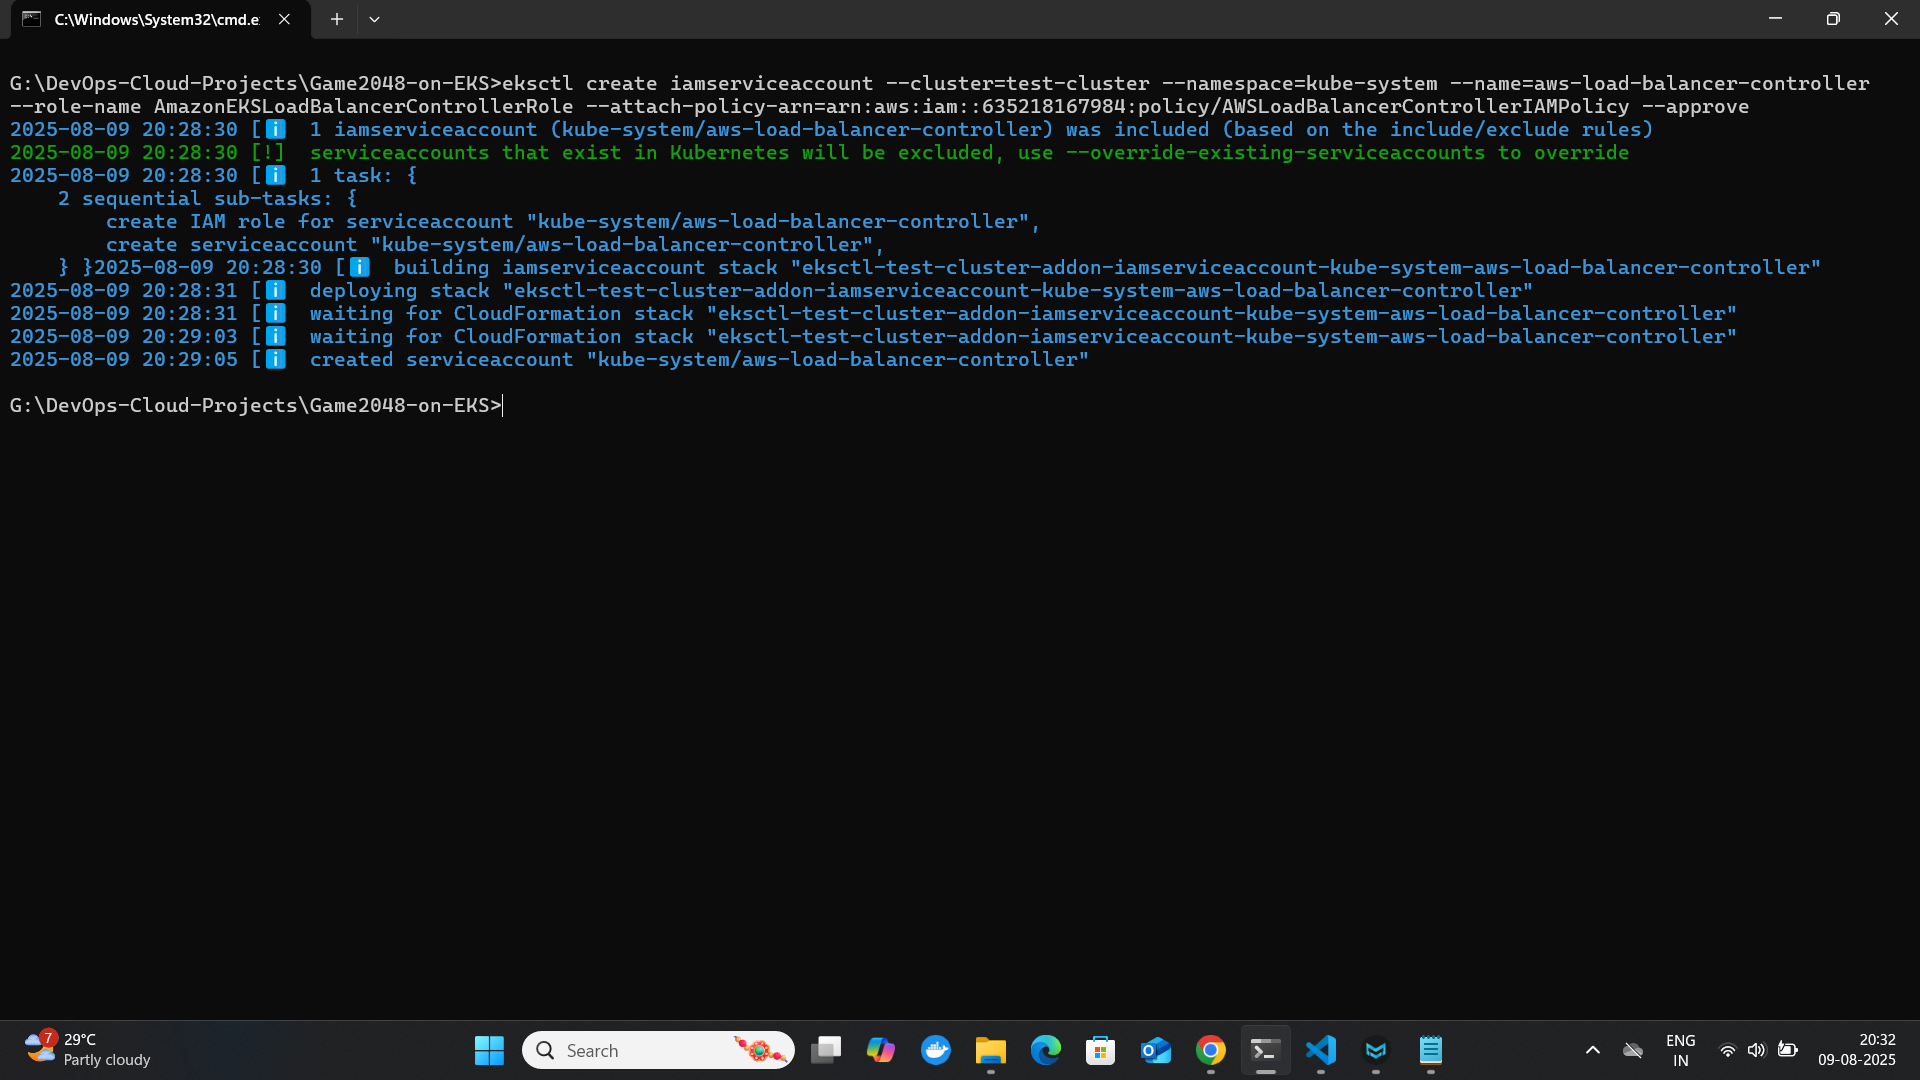 C:\Windows\System32\cmd.e
G:\DevOps-Cloud-Projects\Game2048-on-EKS>eksctl create iamserviceaccount --cluster=test-cluster --namespace=kube-system --name=aws-load-balancer-controller
--role-name AmazonEKSLoadBalancerControllerRole --attach-policy-arn=arn:aws:iam::635218167984:policy/AWSLoadBalancerControllerIAMPolicy --approve
2025-08-09 20:28:30 [ℹ️  1 iamserviceaccount (kube-system/aws-load-balancer-controller) was included (based on the include/exclude rules)
2025-08-09 20:28:30 [!]  serviceaccounts that exist in Kubernetes will be excluded, use --override-existing-serviceaccounts to override
2025-08-09 20:28:30 [ℹ️  1 task: {
    2 sequential sub-tasks: {
        create IAM role for serviceaccount "kube-system/aws-load-balancer-controller",
        create serviceaccount "kube-system/aws-load-balancer-controller",
    } }2025-08-09 20:28:30 [ℹ️  building iamserviceaccount stack "eksctl-test-cluster-addon-iamserviceaccount-kube-system-aws-load-balancer-controller"
2025-08-09 20:28:31 [ℹ️  deploying stack "eksctl-test-cluster-addon-iamserviceaccount-kube-system-aws-load-balancer-controller"
2025-08-09 20:28:31 [ℹ️  waiting for CloudFormation stack "eksctl-test-cluster-addon-iamserviceaccount-kube-system-aws-load-balancer-controller"
2025-08-09 20:29:03 [ℹ️  waiting for CloudFormation stack "eksctl-test-cluster-addon-iamserviceaccount-kube-system-aws-load-balancer-controller"
2025-08-09 20:29:05 [ℹ️  created serviceaccount "kube-system/aws-load-balancer-controller"
G:\DevOps-Cloud-Projects\Game2048-on-EKS>
7
29°C
Partly cloudy
Search
ENG
IN
20:32
09-08-2025